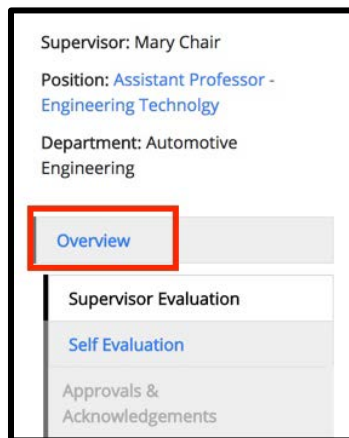 Supervisor: Mary Chair
Position: Assistant Professor -
Engineering Technolgy
Department: Automotive
Engineering
Overview
Supervisor Evaluation
Self Evaluation
Approvals &
Acknowledgements